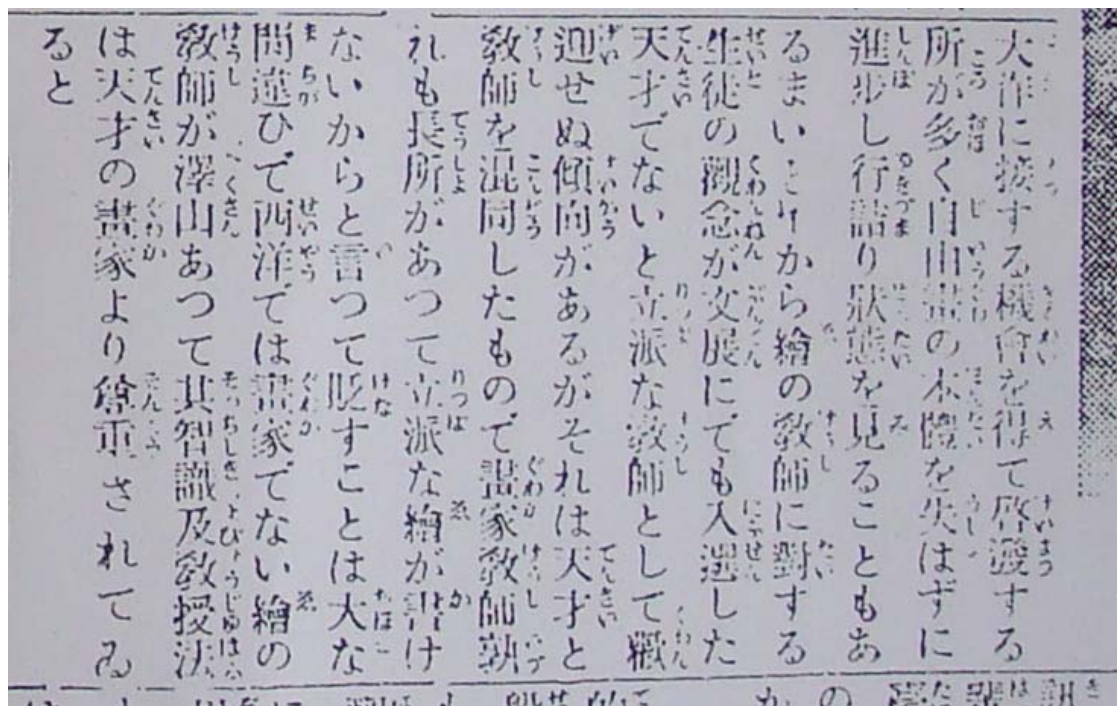 大作に接する機會を得て啓發する
所が多く自由畫の本體を失はずに
進歩し行詰り狀態を見ることもあ
るまいそれから繪の敎師に對する
生徒の觀念が文展にでも入選した
天才でないと立派な敎師として歡
迎せぬ傾向があるがそれは天才と
敎師を混同したもので畫家敎師孰
れも長所があつて立派な繪が書け
ないからと言つて貶すことは大な
間違ひで西洋では畫家でない繪の
敎師が澤山あつて其智識及敎授法
は天才の畫家より尊重されてゐ
ると